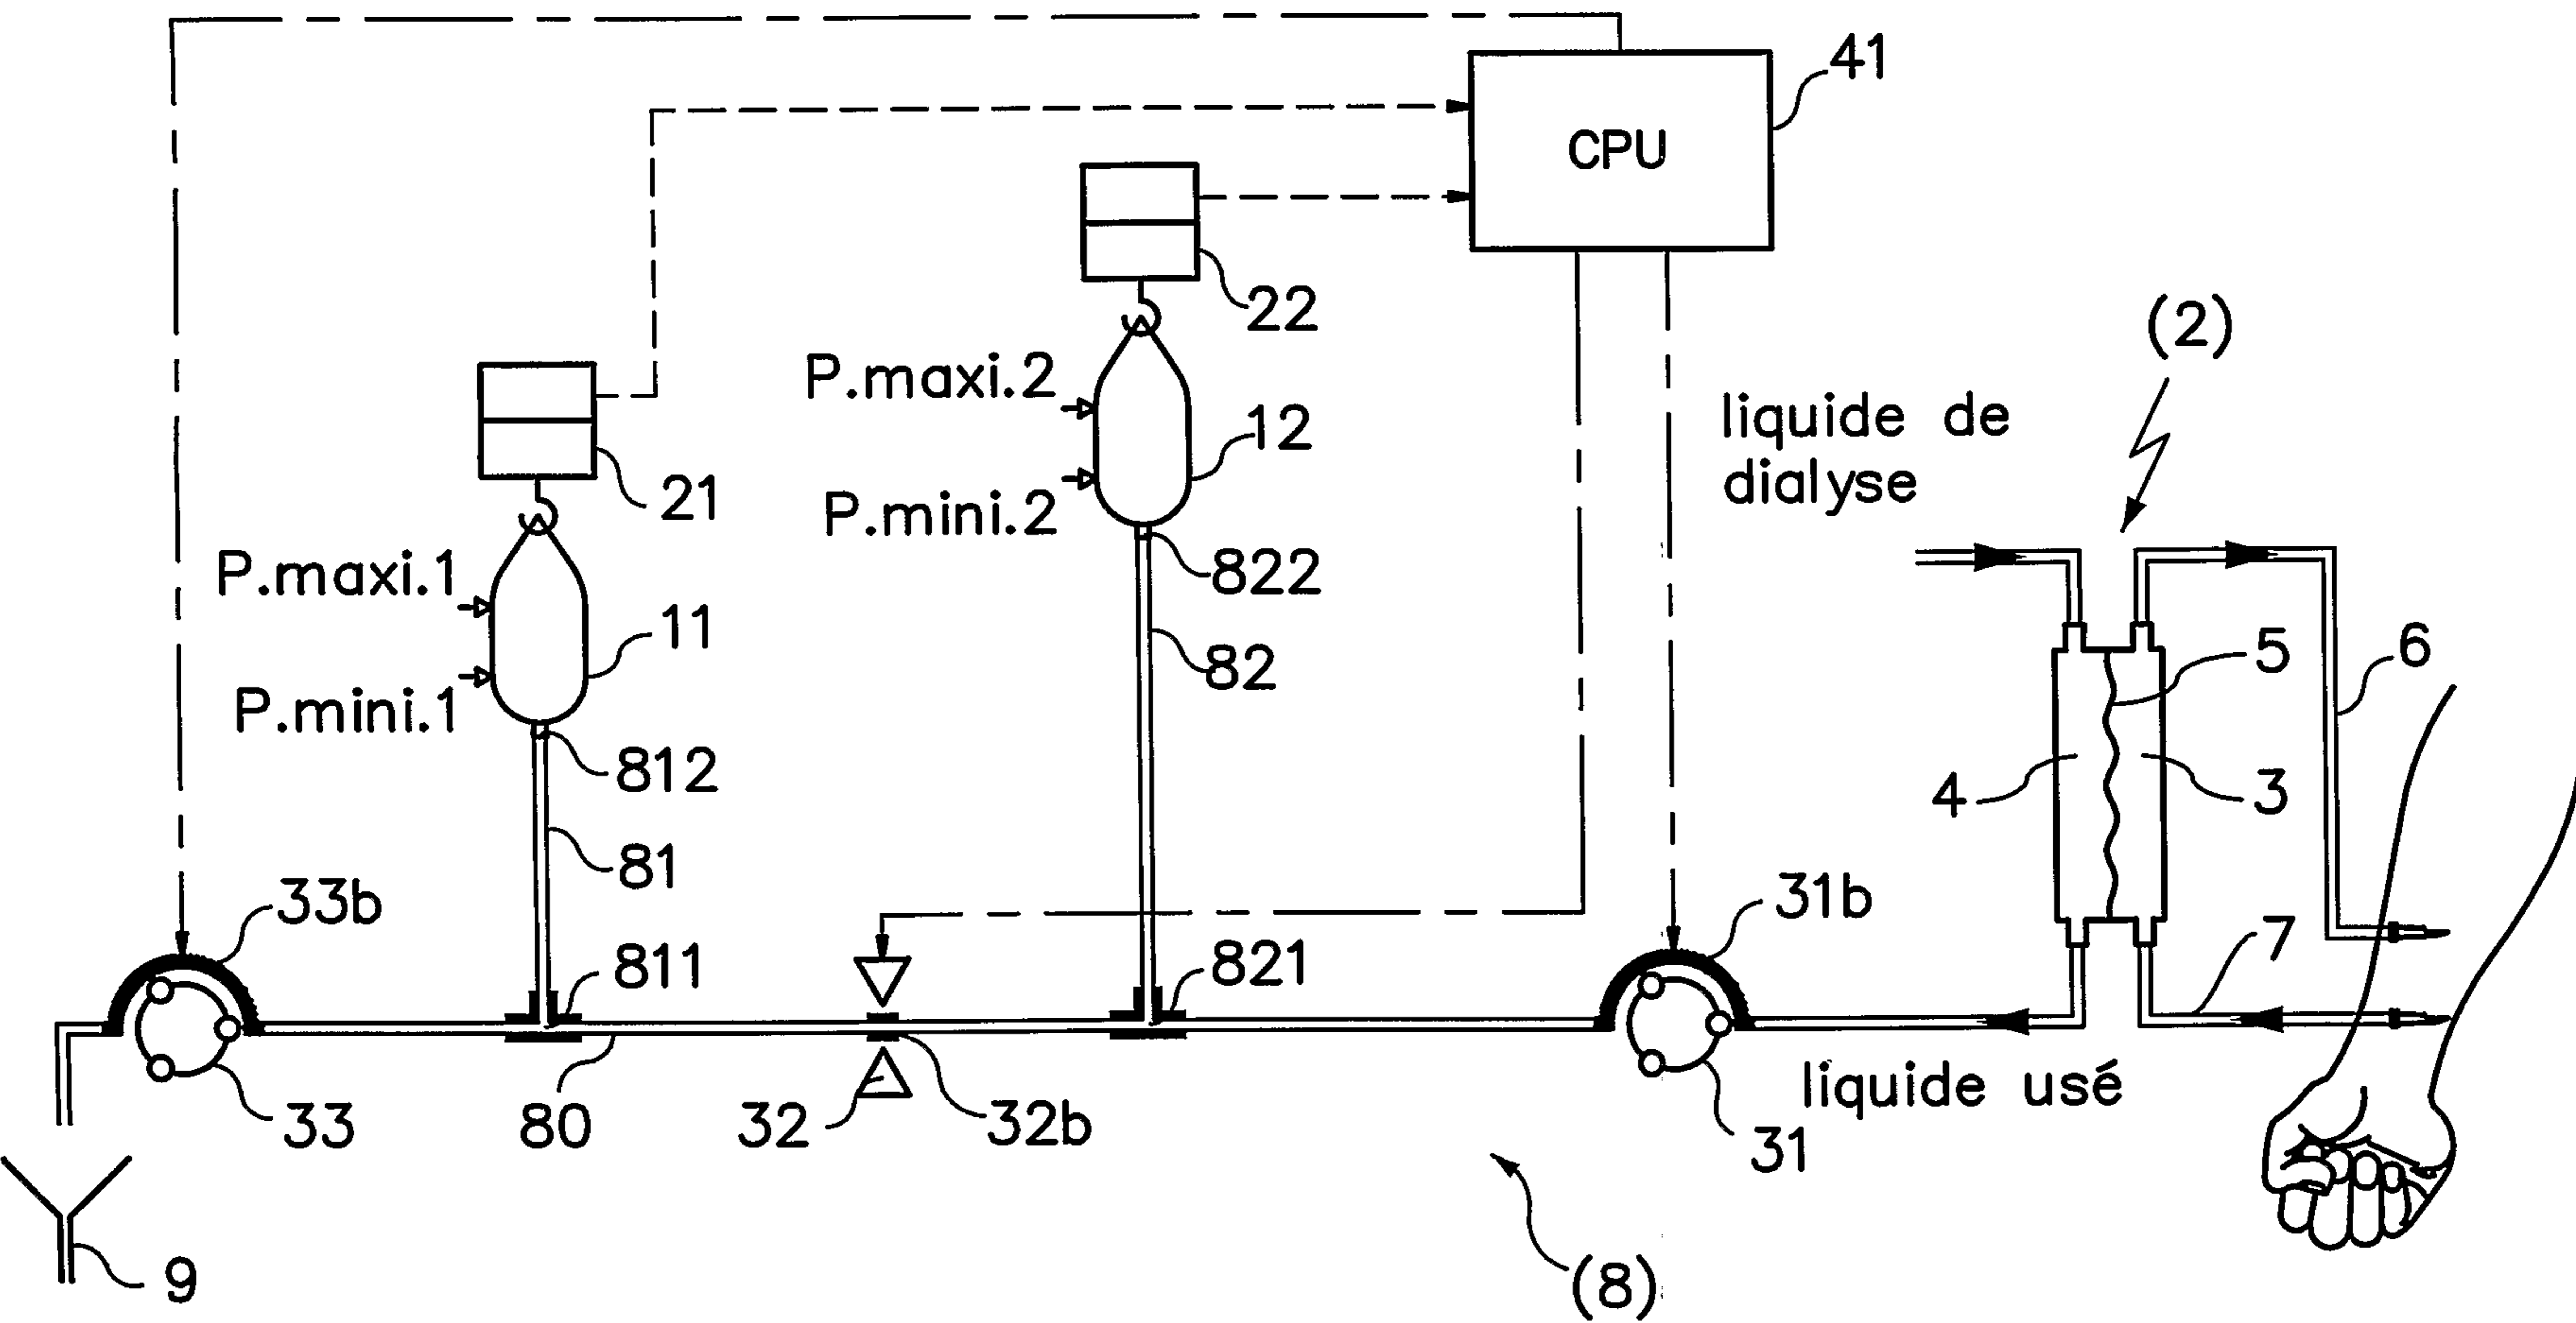 41
CPU
(2)
22
P.maxi.2
12
liquide de
dialyse
P.mini.2
21
822
P.maxi.1
11
5
6
82
P.mini.1
812
4
3
81
33b
31b
811
821
7
liquide usé
33
80
32
32b
31
9
(8)